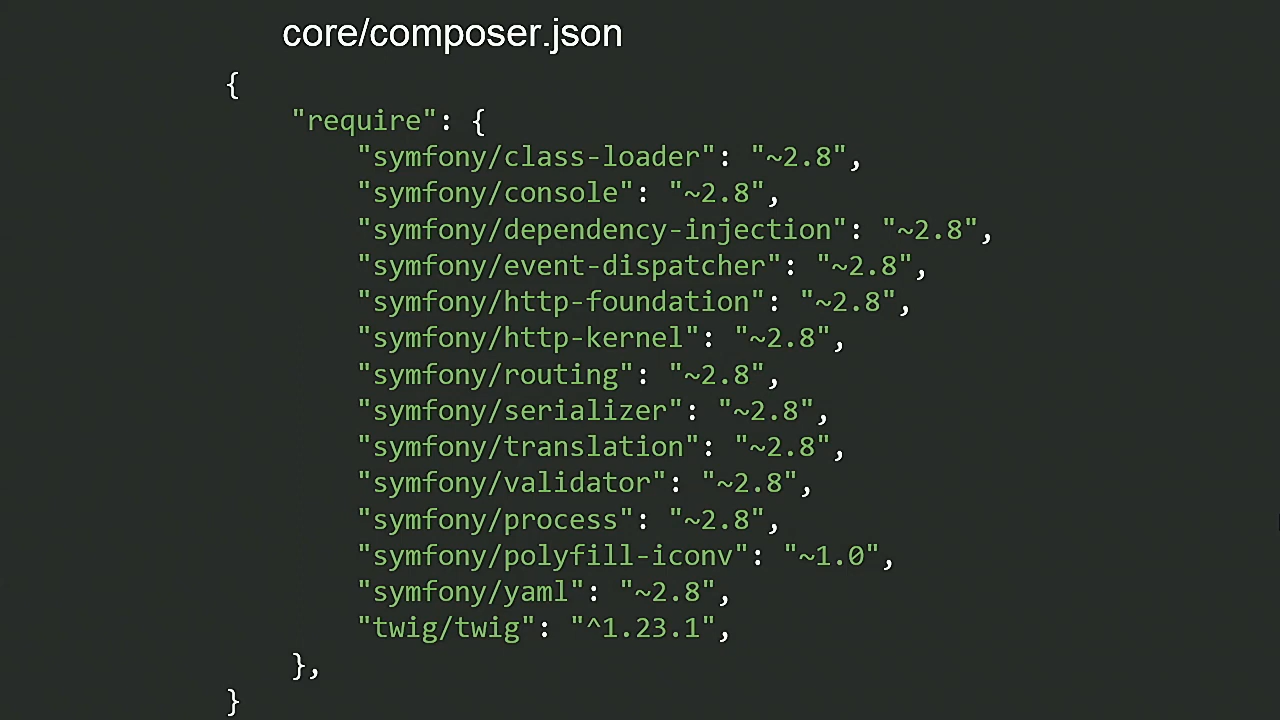 core/composer.json
{
"require": {
"symfony/class-loader": "~2.8",
"symfony/console": "~2.8",
"symfony/dependency-injection": "~2.8",
"symfony/event-dispatcher": "~2.8",
"symfony/http-foundation": "~2.8",
"symfony/http-kernel": "~2.8",
"symfony/routing": "~2.8",
"symfony/serializer": "~2.8",
"symfony/translation": "~2.8",
"symfony/validator": "~2.8",
"symfony/process": "~2.8",
"symfony/polyfill-iconv": "~1.0",
"symfony/yaml": "~2.8",
"twig/twig": "^1.23.1",
},
}